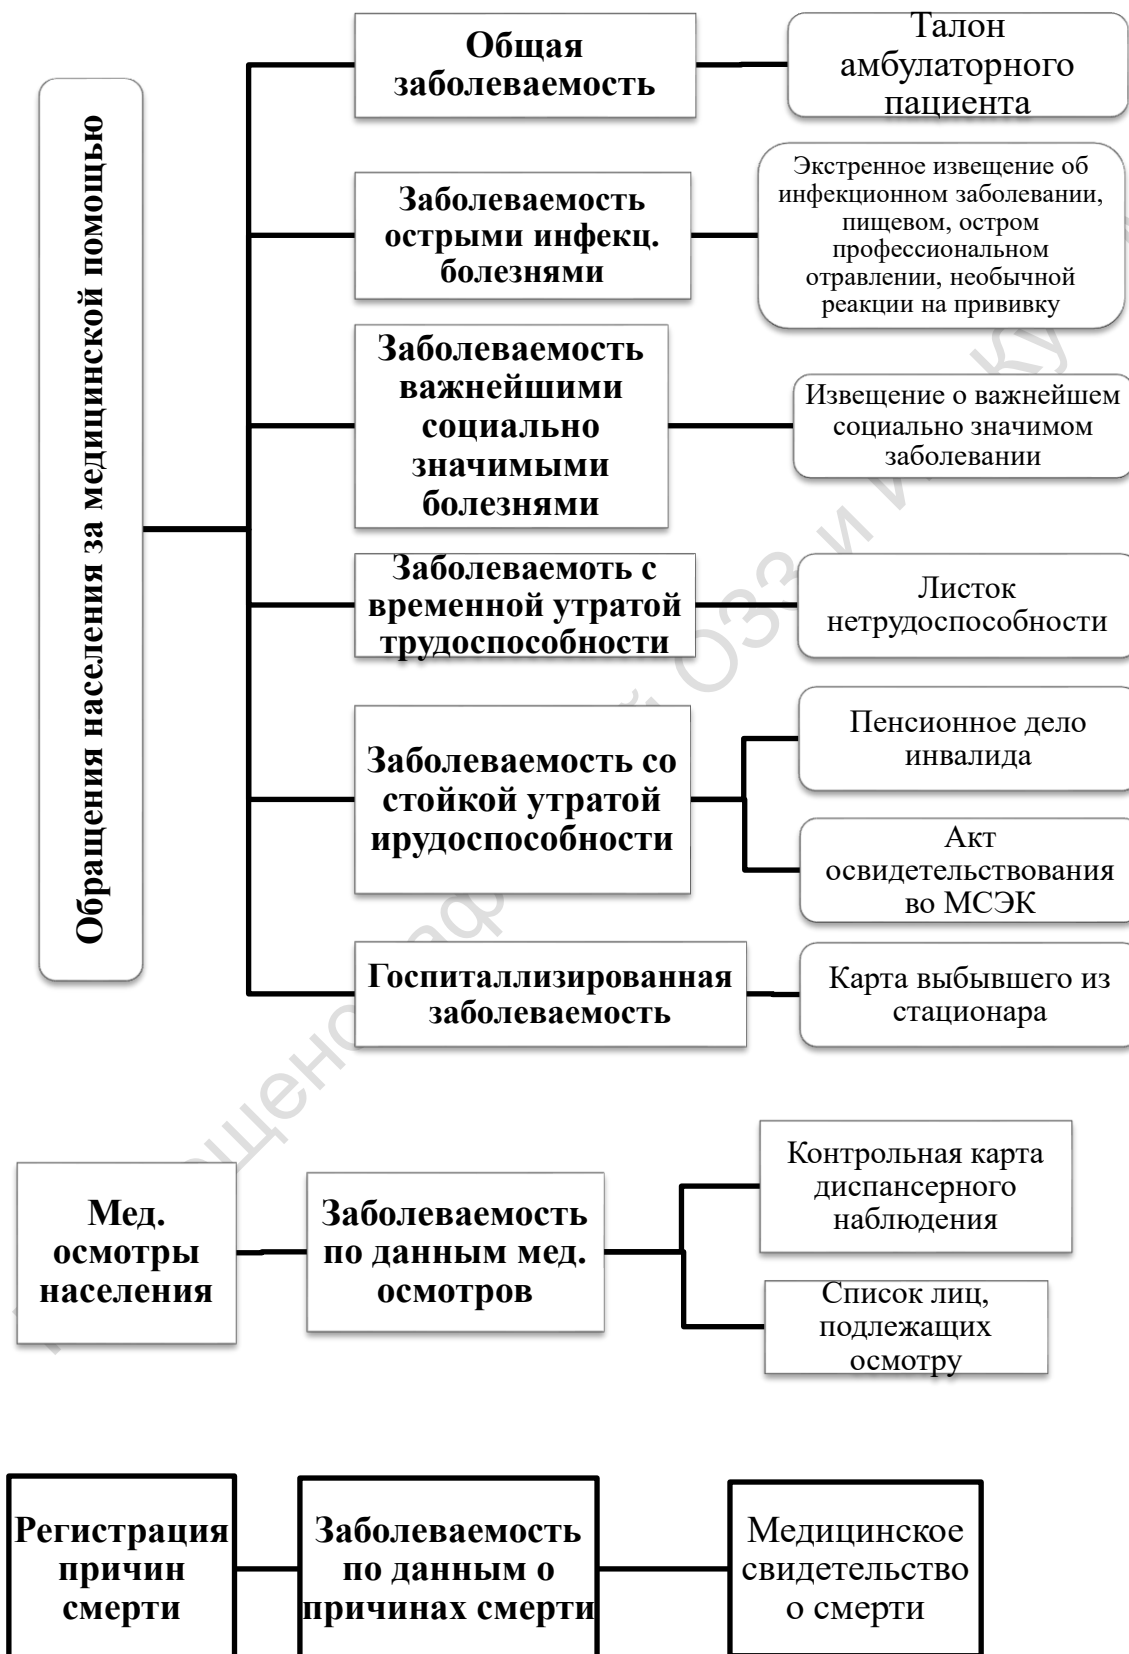 Обращения населения за медицинской помощью
Общая
заболеваемость
Талон
амбулаторного
пациента
Заболеваемость
острыми инфекц.
болезнями
Экстренное извещение об
инфекционном заболевании,
пищевом, остром
профессиональном
отравлении, необычной
реакции на прививку
Заболеваемость
важнейшими
социально
значимыми
болезнями
Извещение о важнейшем
социально значимом
заболевании
Заболеваемоть с
временной утратой
трудоспособности
Листок
нетрудоспособности
Заболеваемость со
стойкой утратой
ирудоспособности
Пенсионное дело
инвалида
Акт
освидетельствования
во МСЭК
Госпиталлизированная
заболеваемость
Карта выбывшего из
стационара
Мед.
осмотры
населения
Заболеваемость
по данным мед.
осмотров
Контрольная карта
диспансерного
наблюдения
Список лиц,
подлежащих
осмотру
Регистрация
причин
смерти
Заболеваемость
по данным о
причинах смерти
Медицинское
свидетельство
о смерти
ОЗЗ и